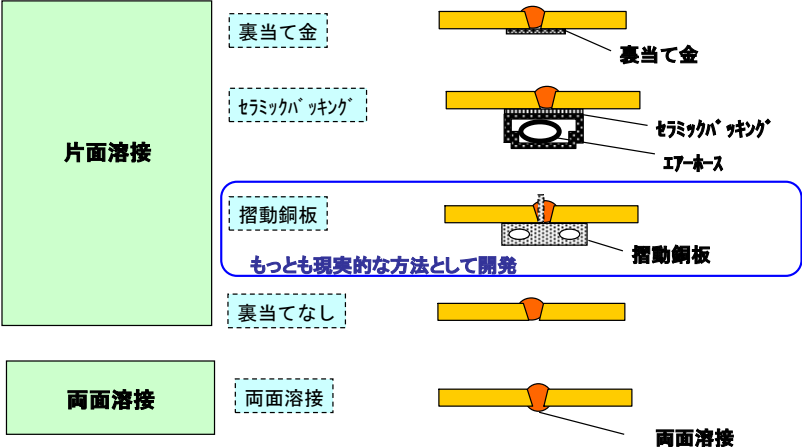 片面溶接
裏当て金
裏当て金
セラミックバッキング
セラミックバッキング
エアーホース
摺動銅板
摺動銅板
もっとも現実的な方法として開発
裏当てなし
両面溶接
両面溶接
両面溶接